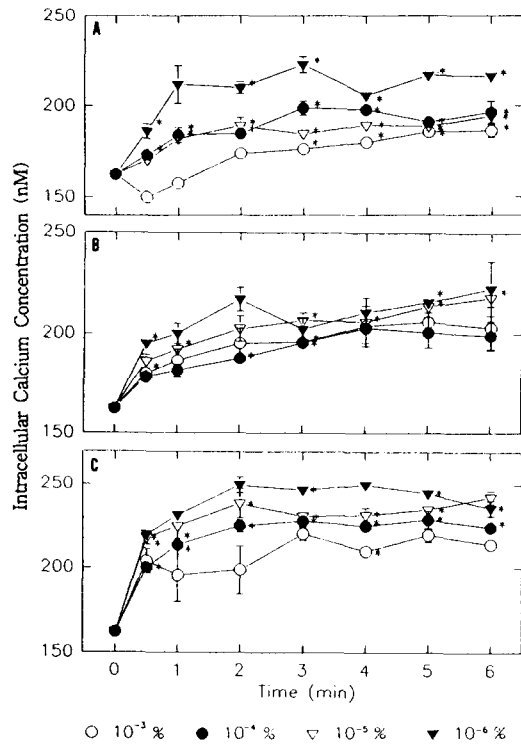 Intracellular Calcium Concentration (nM)
A
250
200
150
B
200
150
C
250
200
150
0 1 2 3 4 5 6
Time (min)
○ 10⁻³ % ● 10⁻⁴ % ▽ 10⁻⁵ % ▼ 10⁻⁶ %